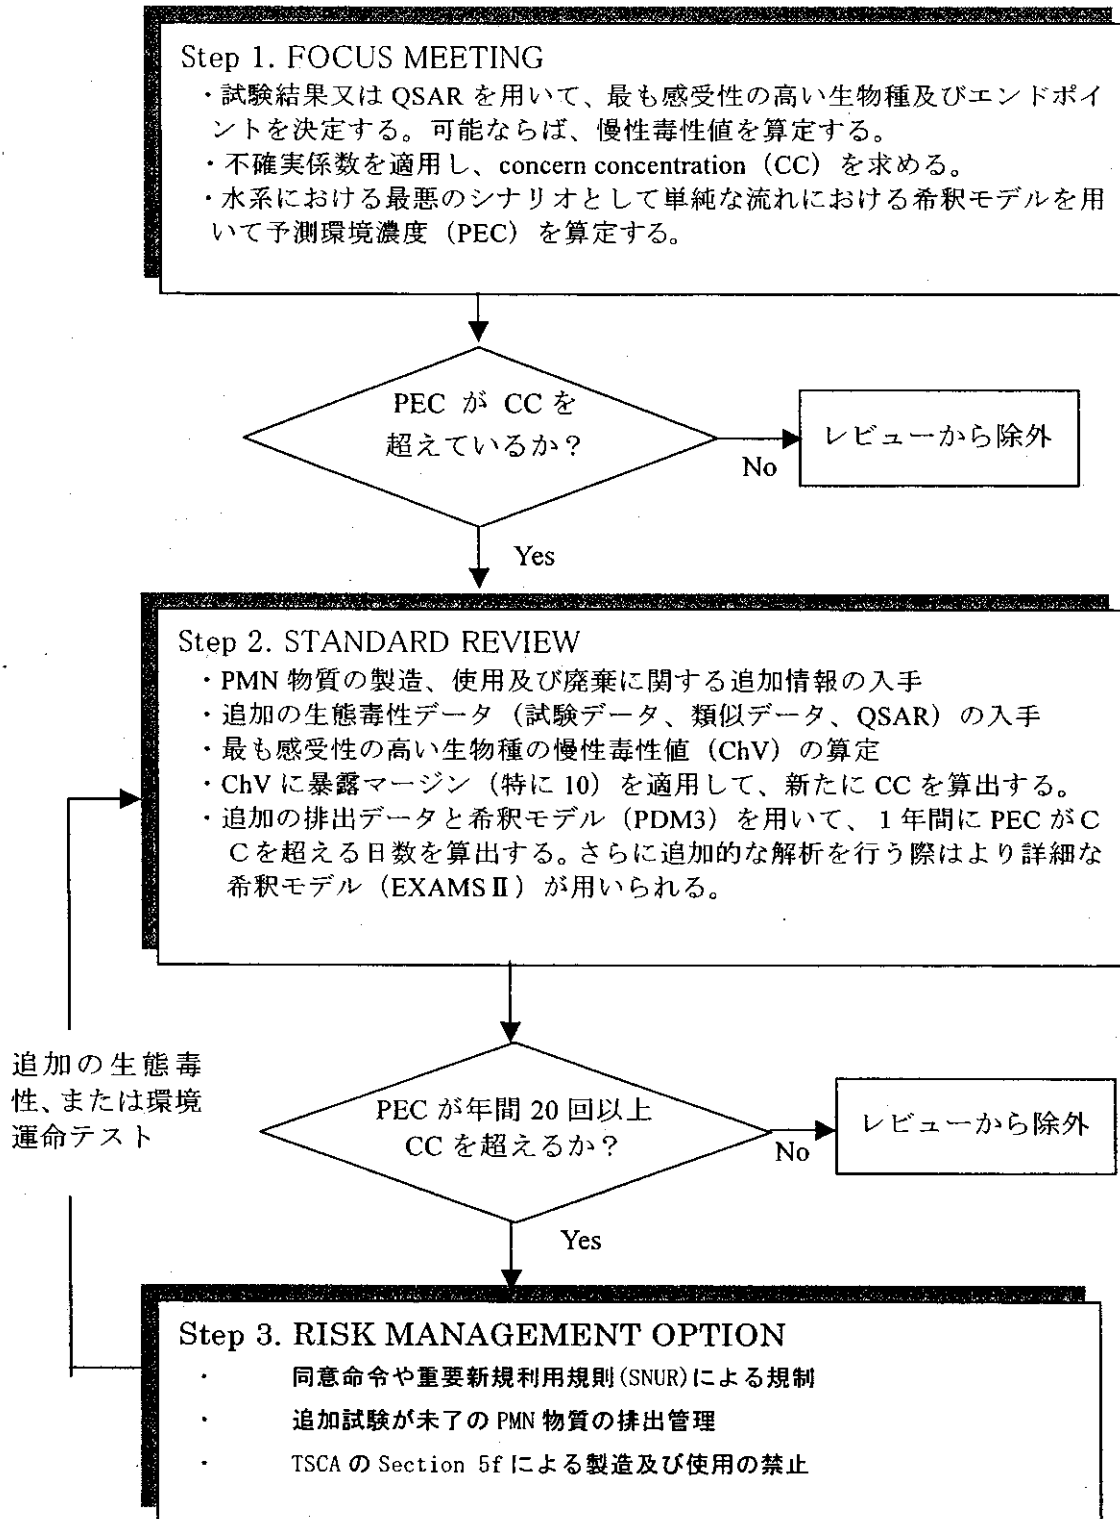 Step 1. FOCUS MEETING
・試験結果又は QSAR を用いて、最も感受性の高い生物種及びエンドポイ
ントを決定する。可能ならば、慢性毒性値を算定する。
・不確実係数を適用し、concern concentration（CC）を求める。
・水系における最悪のシナリオとして単純な流れにおける希釈モデルを用
いて予測環境濃度（PEC）を算定する。
PEC が CC を
超えているか？
No
レビューから除外
Yes
Step 2. STANDARD REVIEW
・PMN 物質の製造、使用及び廃棄に関する追加情報の入手
・追加の生態毒性データ（試験データ、類似データ、QSAR）の入手
・最も感受性の高い生物種の慢性毒性値（ChV）の算定
・ChV に暴露マージン（特に 10）を適用して、新たに CC を算出する。
・追加の排出データと希釈モデル（PDM3）を用いて、１年間に PEC がＣ
Ｃを超える日数を算出する。さらに追加的な解析を行う際はより詳細な
希釈モデル（EXAMSⅡ）が用いられる。
追加の生態毒
性、または環境
運命テスト
PEC が年間 20 回以上
CC を超えるか？
No
レビューから除外
Yes
Step 3. RISK MANAGEMENT OPTION
・ 同意命令や重要新規利用規則(SNUR)による規制
・ 追加試験が未了の PMN 物質の排出管理
・ TSCA の Section 5f による製造及び使用の禁止